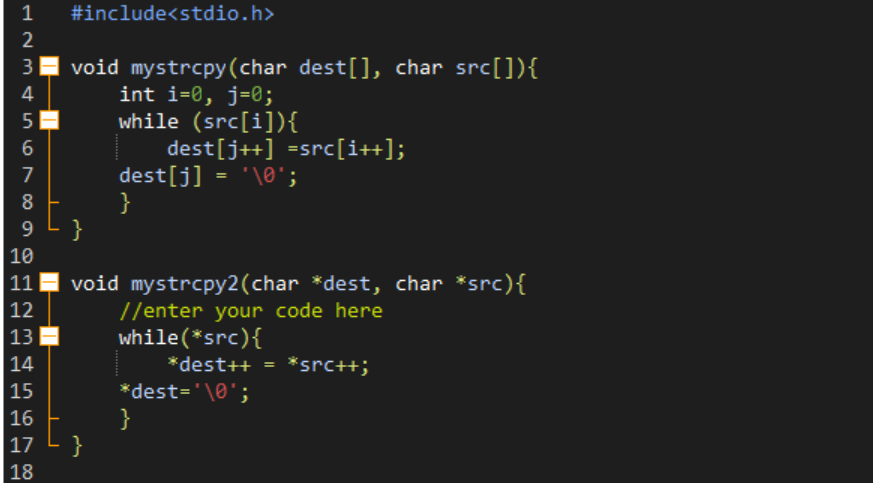 1 #include<stdio.h>
2
3 void mystrcpy(char dest[], char src[]){
4 int i=0, j=0;
5 while (src[i]){
6 dest[j++] =src[i++];
7 dest[j] = '\0';
8 }
9 }
10
11 void mystrcpy2(char *dest, char *src){
12 //enter your code here
13 while(*src){
14 *dest++ = *src++;
15 *dest='\0';
16 }
17 }
18